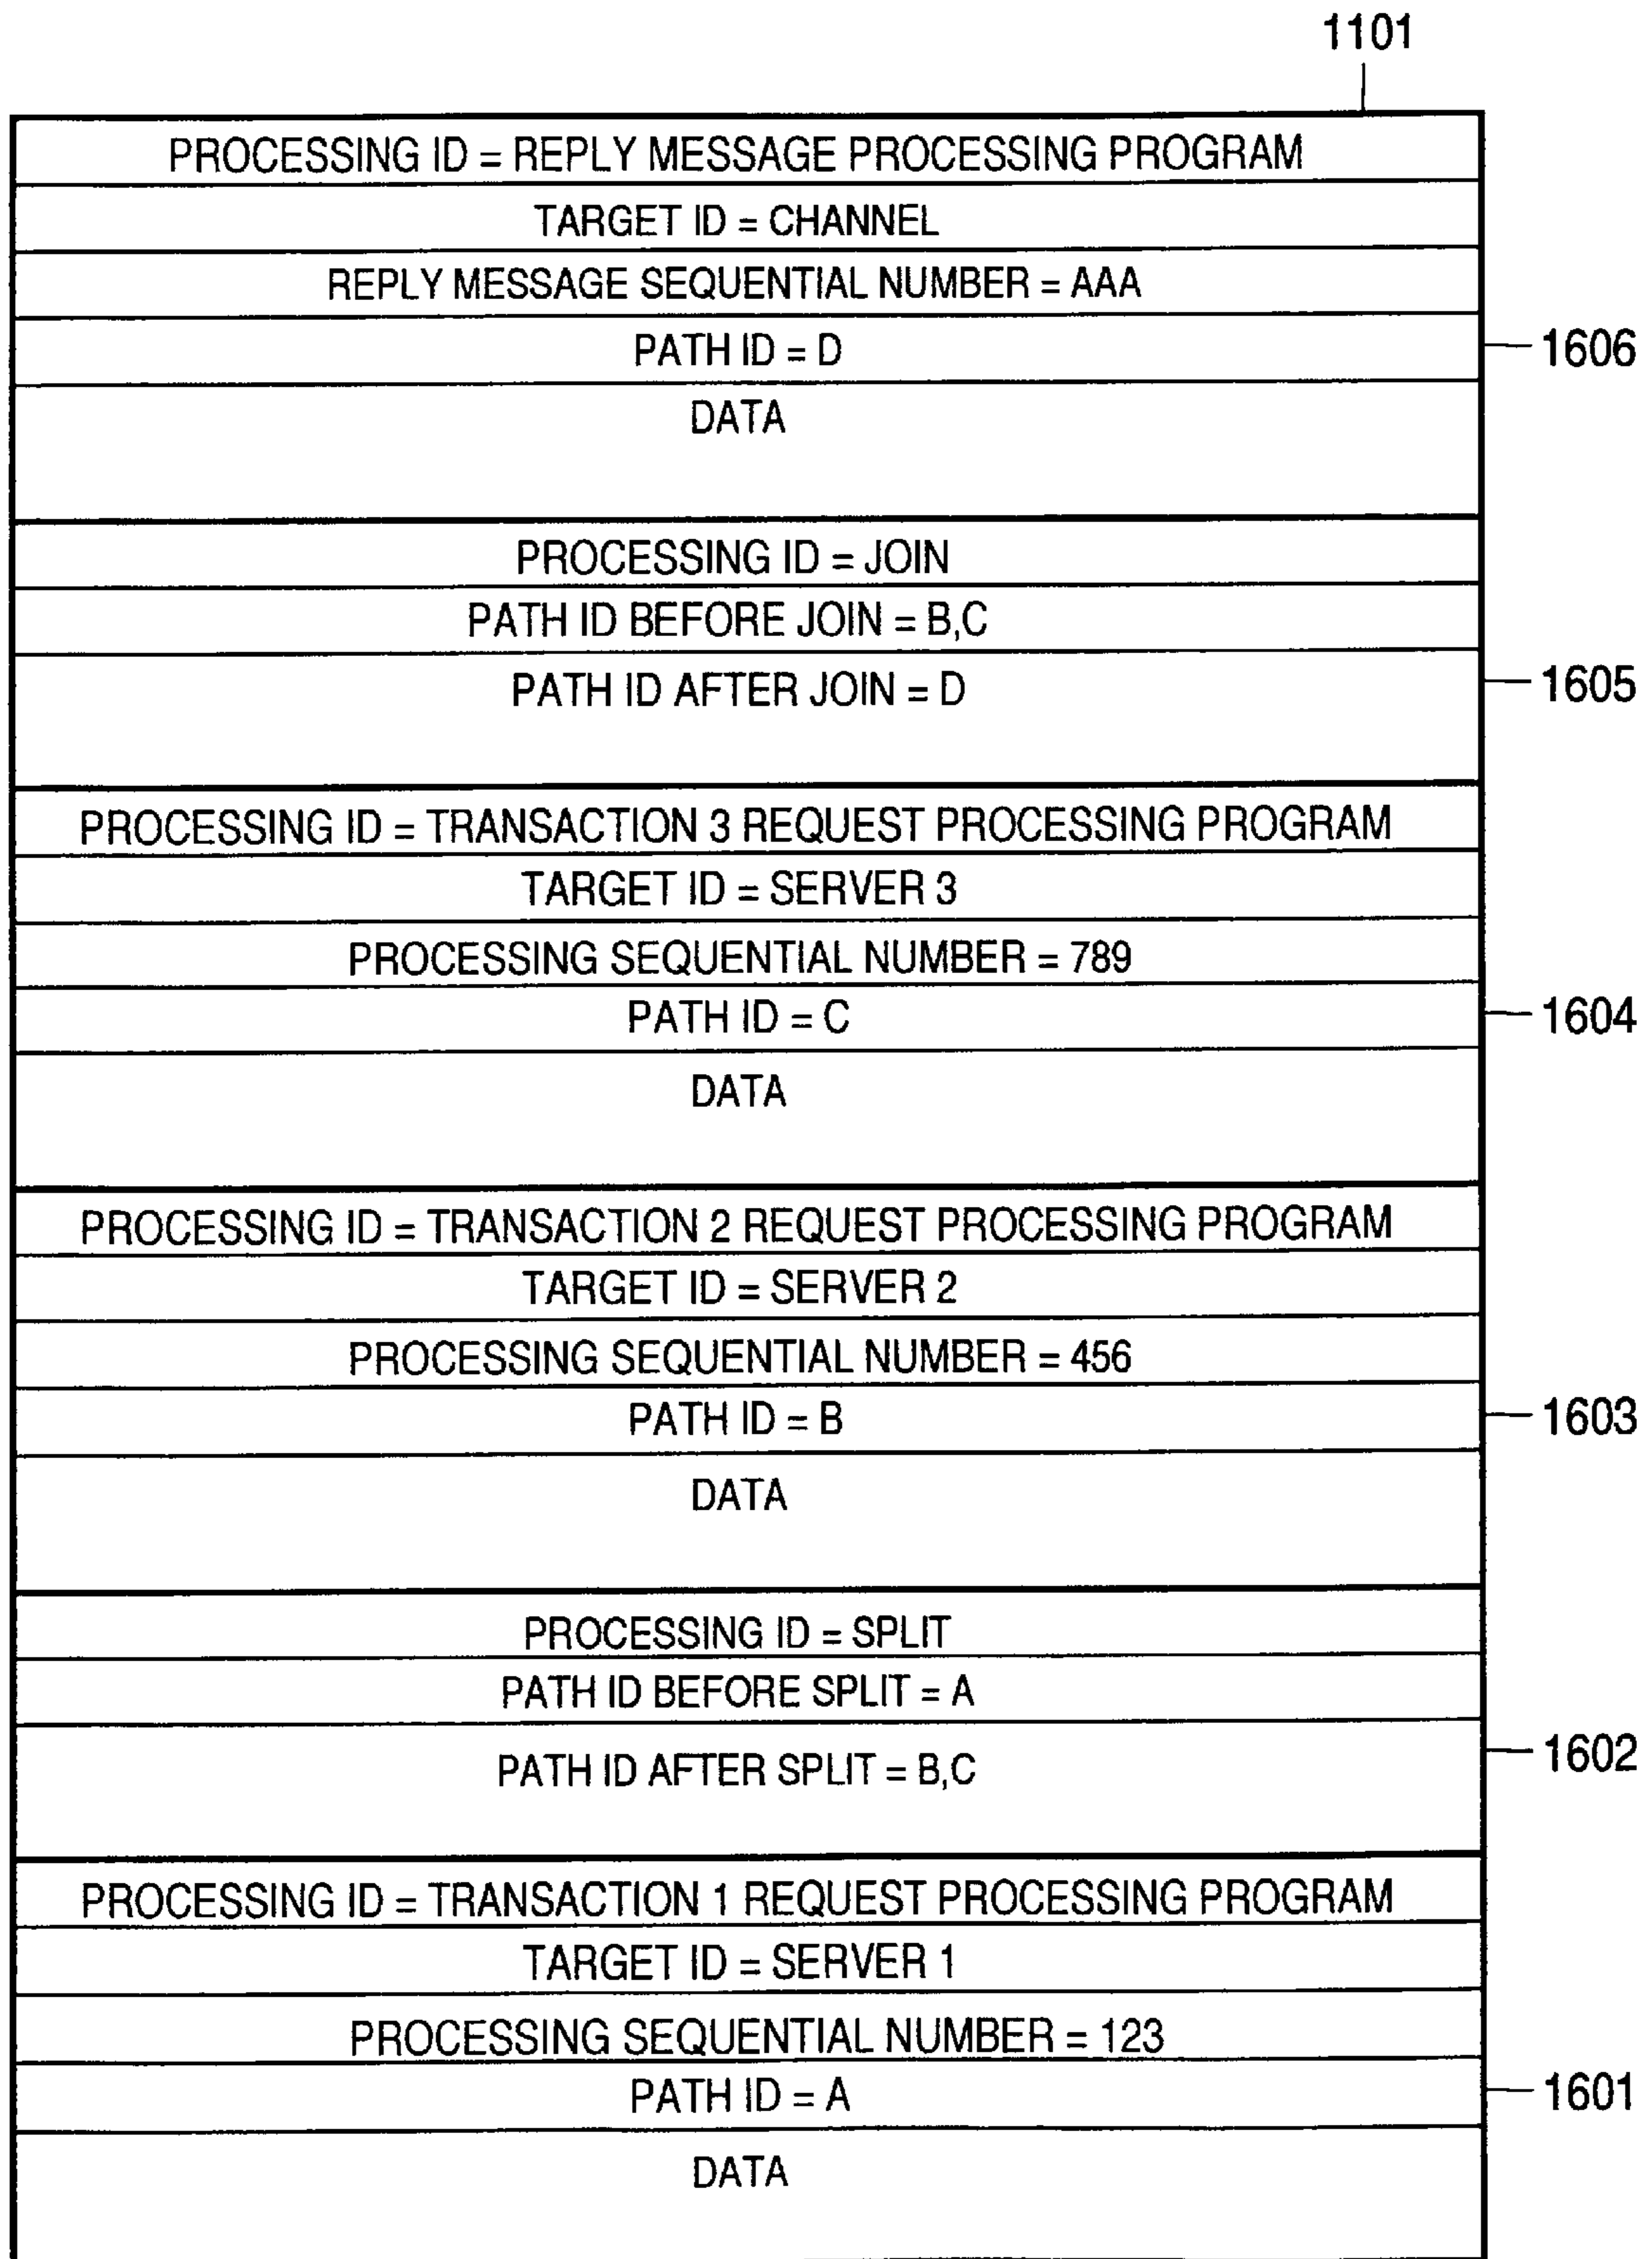 1101
PROCESSING ID = REPLY MESSAGE PROCESSING PROGRAM
TARGET ID = CHANNEL
REPLY MESSAGE SEQUENTIAL NUMBER = AAA
PATH ID = D
1606
DATA
PROCESSING ID = JOIN
PATH ID BEFORE JOIN = B,C
PATH ID AFTER JOIN = D
1605
PROCESSING ID = TRANSACTION 3 REQUEST PROCESSING PROGRAM
TARGET ID = SERVER 3
PROCESSING SEQUENTIAL NUMBER = 789
PATH ID = C
1604
DATA
PROCESSING ID = TRANSACTION 2 REQUEST PROCESSING PROGRAM
TARGET ID = SERVER 2
PROCESSING SEQUENTIAL NUMBER = 456
PATH ID = B
1603
DATA
PROCESSING ID = SPLIT
PATH ID BEFORE SPLIT = A
PATH ID AFTER SPLIT = B,C
1602
PROCESSING ID = TRANSACTION 1 REQUEST PROCESSING PROGRAM
TARGET ID = SERVER 1
PROCESSING SEQUENTIAL NUMBER = 123
PATH ID = A
1601
DATA